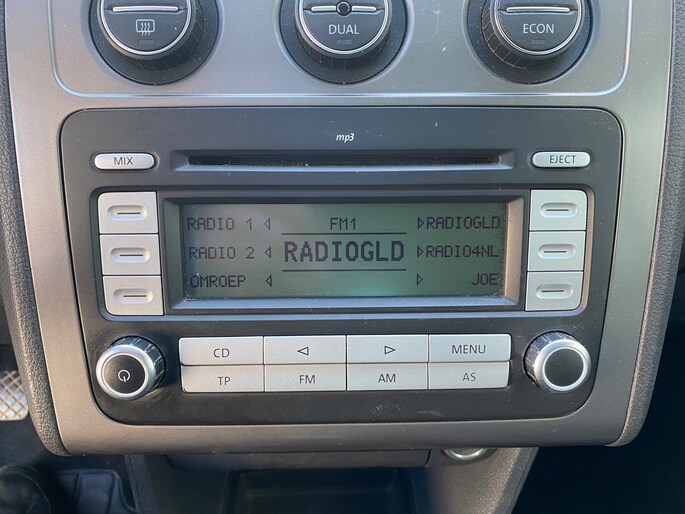 DUAL
ECON
mp3
MIX
EJECT
RADIO 1
FM1
RADIOGLD
RADIO 2
RADIOGLD
RADIO4NL
OMROEP
JOE
CD
MENU
TP
FM
AM
AS